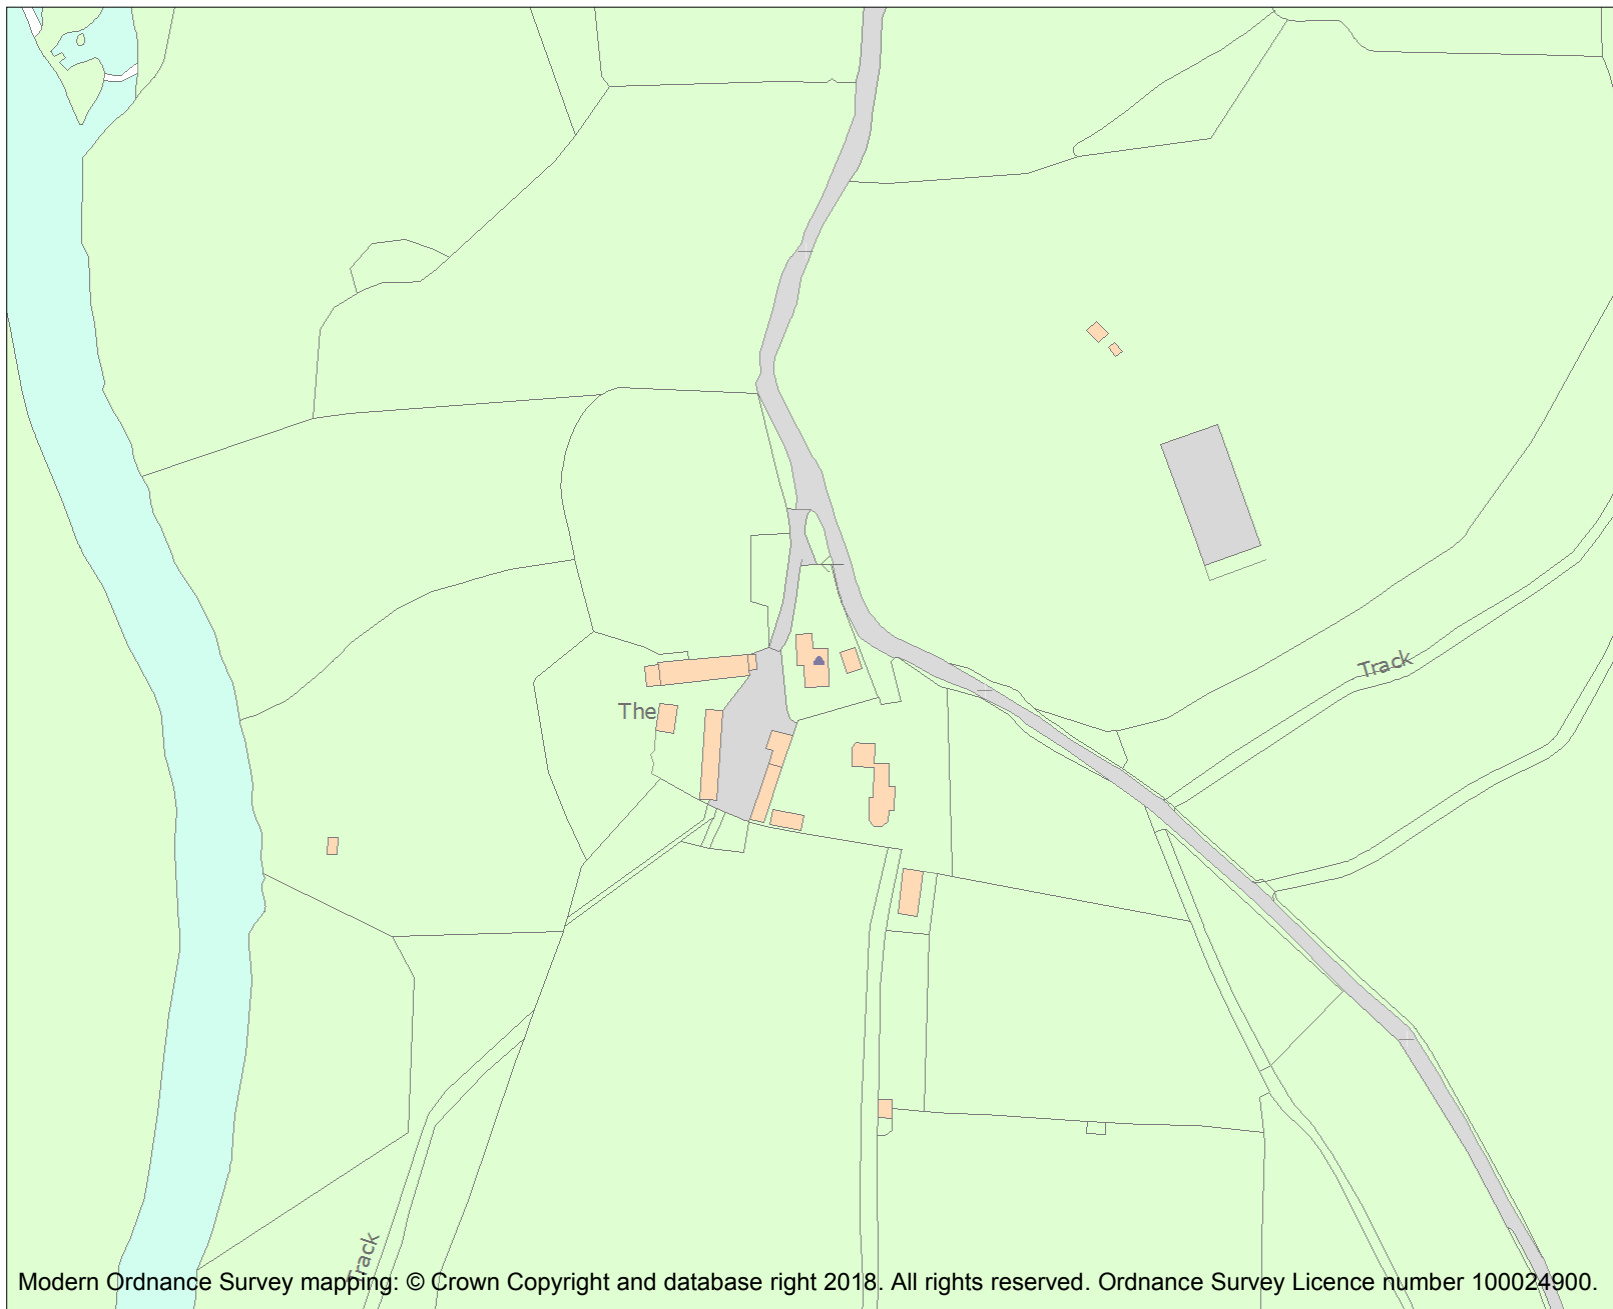 Track
The
Track
Modern Ordnance Survey mapping: © Crown Copyright and database right 2018. All rights reserved. Ordnance Survey Licence number 100024900.